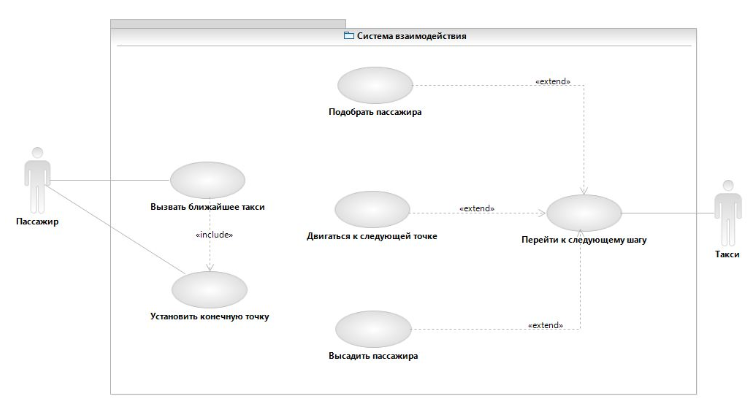 Система взаимодействия
«extend»
Подобрать пассажира
Пассажир
Вызвать ближайшее такси
«include»
Двигаться к следующей точке
«extend»
Перейти к следующему шагу
Такси
Установить конечную точку
«extend»
Высадить пассажира